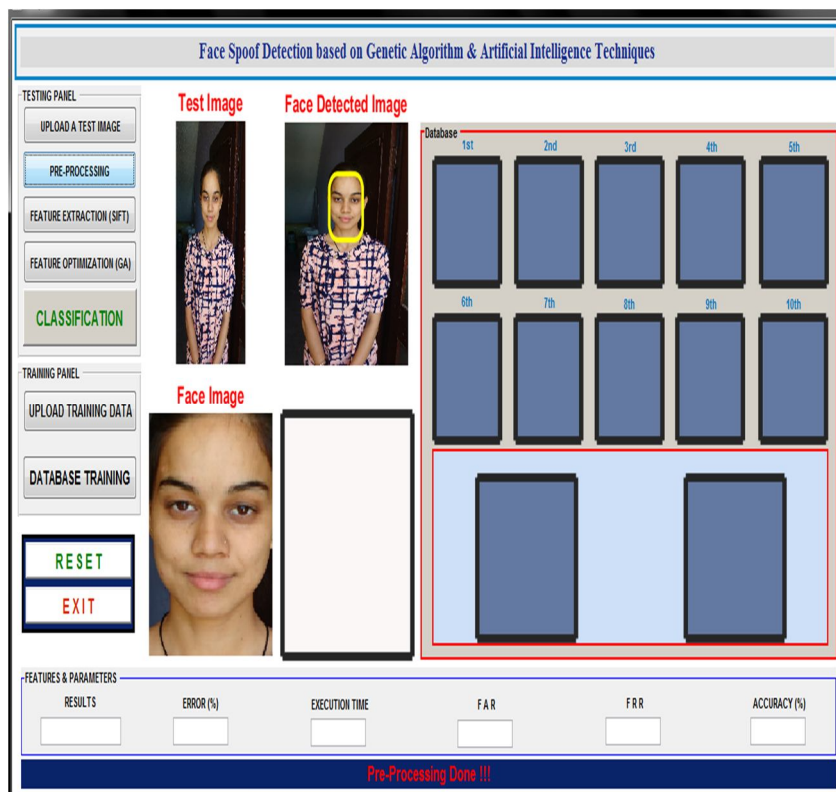 Face Spoof Detection based on Genetic Algorithm & Artificial Intelligence Techniques
TESTING PANEL
UPLOAD A TEST IMAGE
PRE-PROCESSING
FEATURE EXTRACTION (SIFT)
FEATURE OPTIMIZATION (GA)
CLASSIFICATION
TRAINING PANEL
UPLOAD TRAINING DATA
DATABASE TRAINING
RESET
EXIT
Test Image
Face Detected Image
Face Image
Database
1st 2nd 3rd 4th 5th
6th 7th 8th 9th 10th
FEATURES & PARAMETERS
RESULTS ERROR (%) EXECUTION TIME F A R F R R ACCURACY (%)
Pre-Processing Done !!!